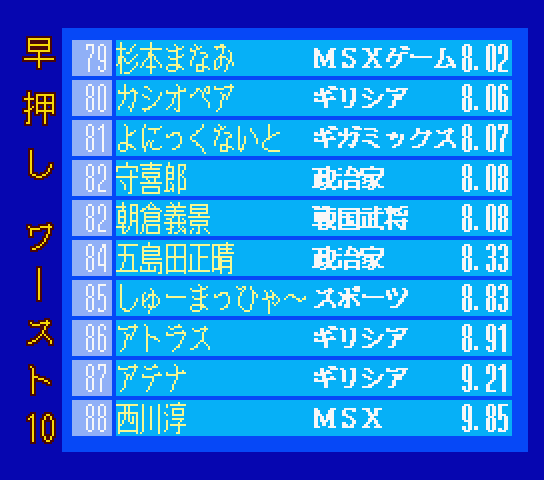 早押し ワースト10
79 杉本まなみ MSXゲーム 8.02
80 カシオペア ギリシア 8.06
81 よにっくないと ギガミックス 8.07
82 守喜郎 政治家 8.08
82 朝倉義景 戦国武将 8.08
84 五島田正晴 政治家 8.33
85 しゅーまっひゃ～ スポーツ 8.83
86 アトラス ギリシア 8.91
87 アテナ ギリシア 9.21
88 西川淳 MSX 9.85